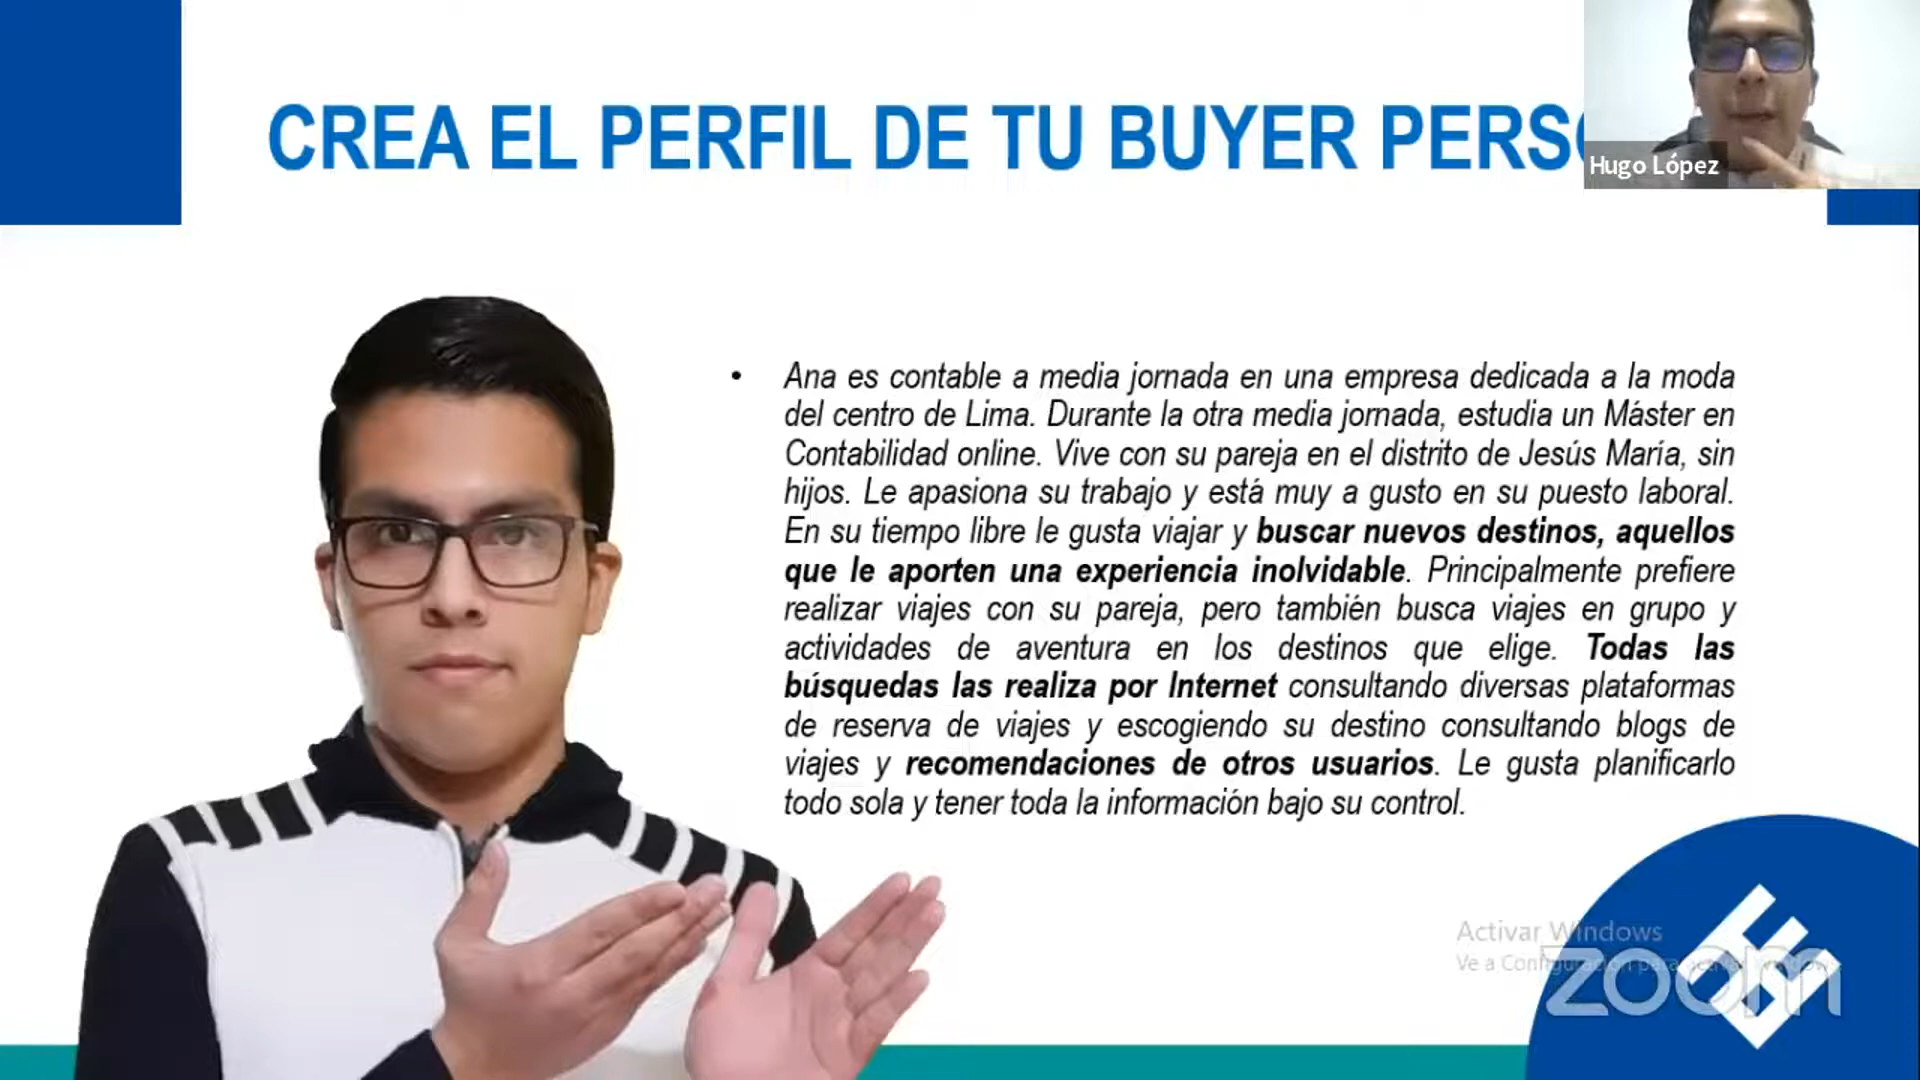 CREA EL PERFIL DE TU BUYER PERSO
Hugo López
• Ana es contable a media jornada en una empresa dedicada a la moda
del centro de Lima. Durante la otra media jornada, estudia un Máster en
Contabilidad online. Vive con su pareja en el distrito de Jesús María, sin
hijos. Le apasiona su trabajo y está muy a gusto en su puesto laboral.
En su tiempo libre le gusta viajar y buscar nuevos destinos, aquellos
que le aporten una experiencia inolvidable. Principalmente prefiere
realizar viajes con su pareja, pero también busca viajes en grupo y
actividades de aventura en los destinos que elige. Todas las
búsquedas las realiza por Internet consultando diversas plataformas
de reserva de viajes y escogiendo su destino consultando blogs de
viajes y recomendaciones de otros usuarios. Le gusta planificarlo
todo sola y tener toda la información bajo su control.
Activar Windows
Ve a Configuración para activar Windows
zoom